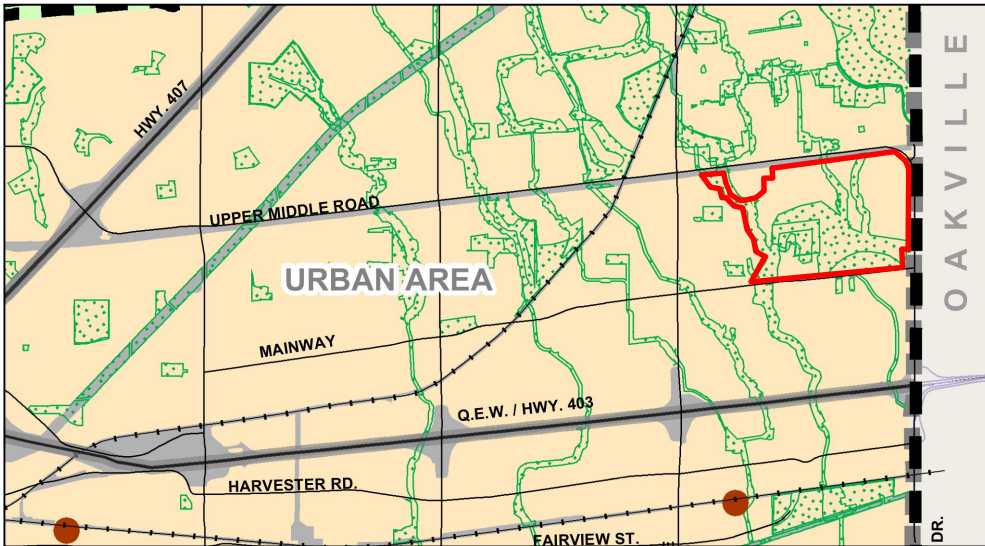 HWY. 407
OAKVILLE
UPPER MIDDLE ROAD
URBAN AREA
MAINWAY
Q.E.W. / HWY. 403
HARVESTER RD.
FAIRVIEW ST.
DR.